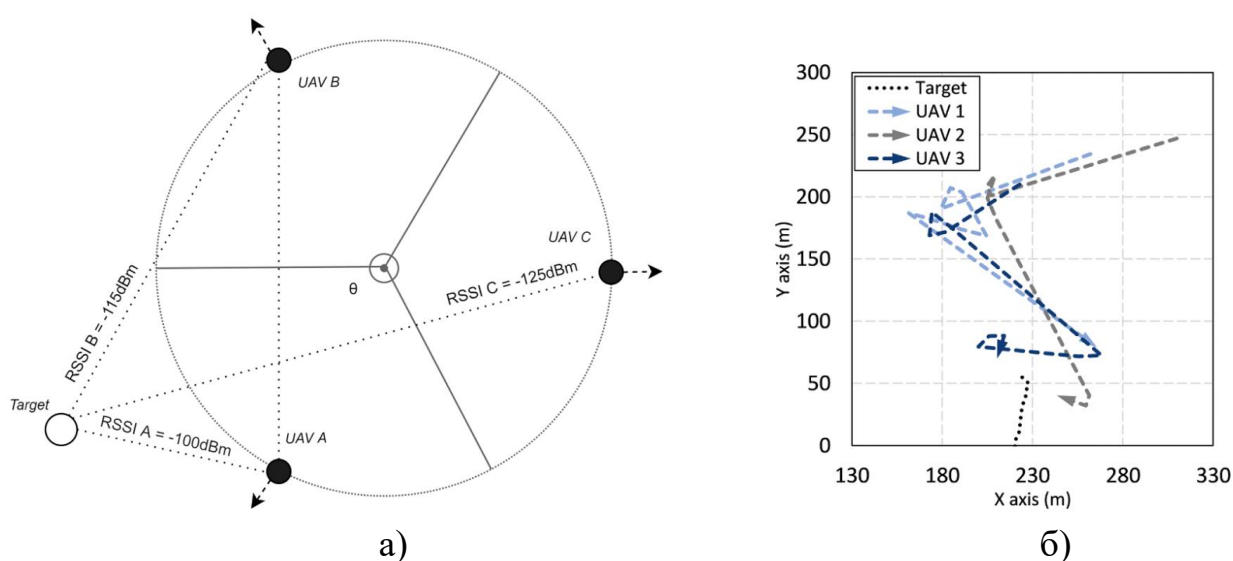 UAV B
UAV C
RSSI B = -115dBm
RSSI C = -125dBm
θ
Target
RSSI A = -100dBm
UAV A
а)
Target
UAV 1
UAV 2
UAV 3
Y axis (m)
300
250
200
150
100
50
0
130 180 230 280 330
X axis (m)
б)